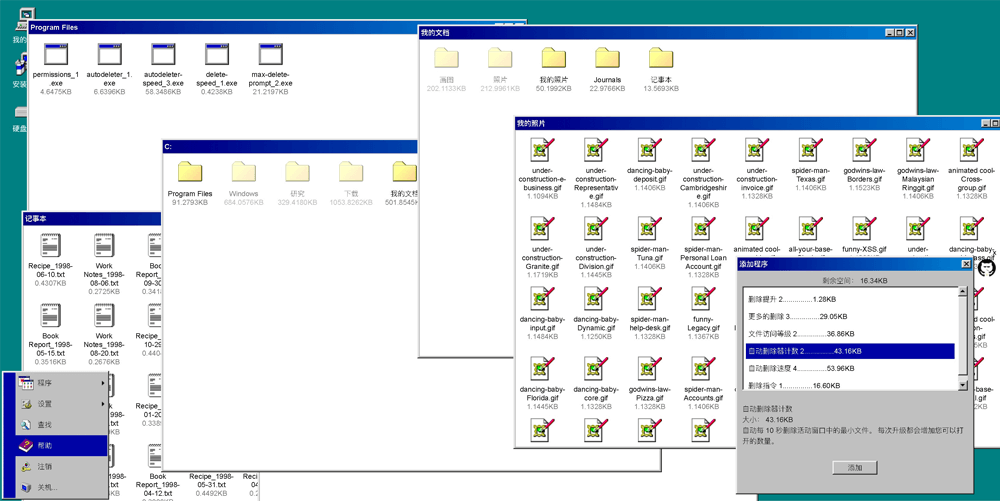 我的
安装
硬盘
Program Files
permissions_1
.exe
4.6475KB
autodeleter_1.
exe
6.6396KB
autodeleter-
speed_3.exe
58.3486KB
delete-
speed_1.exe
0.4238KB
max-delete-
prompt_2.exe
21.2197KB
我的文档
画图
202.1133KB
照片
212.9961KB
我的照片
50.1992KB
Journals
22.9766KB
记事本
13.5693KB
C:
Program Files
91.2793KB
Windows
684.0576KB
研究
329.4180KB
下载
1053.8262KB
我的文档
501.8545KB
我的照片
under-
construction-e-
business.gif
1.1094KB
under-
construction-
Representativ
e.gif
1.1484KB
dancing-baby-
deposit.gif
1.1406KB
under-
construction-
Cambridgeshir
e.gif
1.1406KB
under-
construction-
invoice.gif
1.1328KB
spider-man-
Texas.gif
1.1406KB
godwins-law-
Borders.gif
1.1523KB
godwins-law-
Malaysian
Ringgit.gif
1.1406KB
animated cool-
Cross-
group.gif
1.1328KB
under-
construction-
Granite.gif
1.1719KB
under-
construction-
Division.gif
1.1445KB
spider-man-
Tuna.gif
1.1406KB
spider-man-
Personal Loan
Account.gif
1.1328KB
animated cool-
all-your-base-
funny-XSS.gif
under-
dancing-baby-
dancing-baby-
input.gif
1.1484KB
dancing-baby-
Dynamic.gif
1.1250KB
spider-man-
help-desk.gif
1.1328KB
funny-
Legacy.gif
1.1367KB
dancing-baby-
Florida.gif
1.1445KB
dancing-baby-
core.gif
1.1328KB
godwins-law-
Pizza.gif
1.1328KB
spider-man-
Accounts.gif
1.1406KB
记事本
Recipe_1998-
06-10.txt
0.4307KB
Work
Notes_1998-
08-06.txt
0.2725KB
Book
Report_
09-30
0.341
Book
Report_1998-
05-15.txt
0.3516KB
Work
Notes_1998-
08-20.txt
0.2676KB
Recipe_
10-29
0.440
01-20
0.338
Book
Report_1998-
04-12.txt
Recipe_1998-
05-31.txt
0.4492KB
添加程序
剩余空间: 16.34KB
删除提升 2..............1.28KB
更多的删除 3..............29.05KB
文件访问等级 2..............36.86KB
自动删除器计数 2..............43.16KB
自动删除速度 4..............53.96KB
删除指令 1..............16.60KB
自动删除器计数
大小: 43.16KB
自动每 10 秒删除活动窗口中的最小文件。 每次升级都会增加您可以打
开的数量。
添加
程序
设置
查找
帮助
注销
关机...